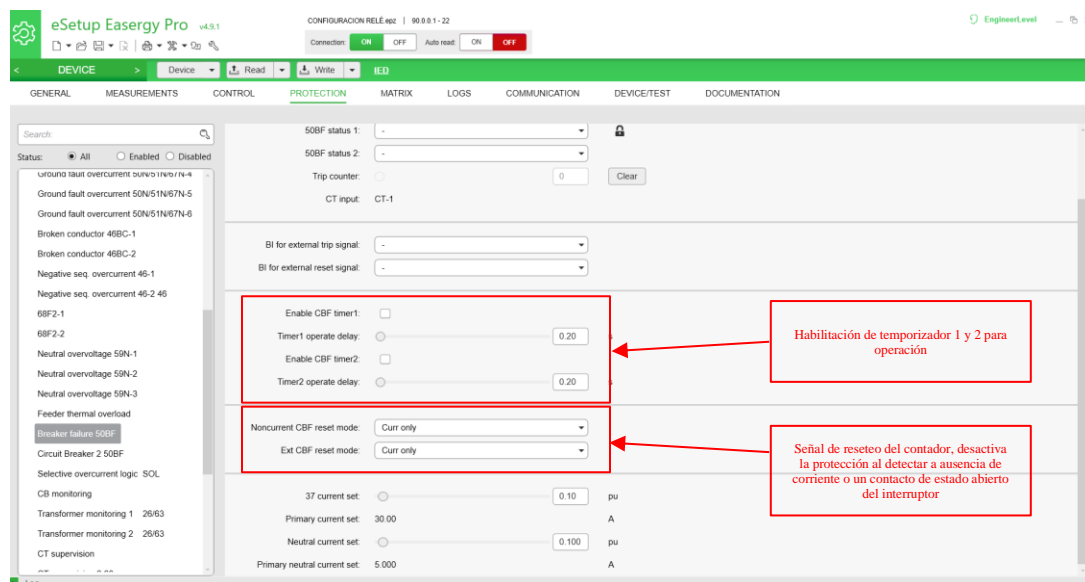 eSetup Easergy Pro v4.9.1
CONFIGURACION RELÉ.epz | 90.0.0.1 - 22
EngineerLevel
Connection: ON OFF Auto read: ON OFF
< DEVICE > Device Read Write IED
GENERAL MEASUREMENTS CONTROL PROTECTION MATRIX LOGS COMMUNICATION DEVICE/TEST DOCUMENTATION
Search:
Status: All Enabled Disabled
Ground fault overcurrent 50N/51N/67N-4
Ground fault overcurrent 50N/51N/67N-5
Ground fault overcurrent 50N/51N/67N-6
Broken conductor 46BC-1
Broken conductor 46BC-2
Negative seq. overcurrent 46-1
Negative seq. overcurrent 46-2 46
68F2-1
68F2-2
Neutral overvoltage 59N-1
Neutral overvoltage 59N-2
Neutral overvoltage 59N-3
Feeder thermal overload
Breaker failure 50BF
Circuit Breaker 2 50BF
Selective overcurrent logic SOL
CB monitoring
Transformer monitoring 1 26/63
Transformer monitoring 2 26/63
CT supervision
50BF status 1: -
50BF status 2: -
Trip counter: 0 Clear
CT input: CT-1
BI for external trip signal: -
BI for external reset signal: -
Enable CBF timer1:
Timer1 operate delay: 0.20 s
Enable CBF timer2:
Timer2 operate delay: 0.20 s
Noncurrent CBF reset mode: Curr only
Ext CBF reset mode: Curr only
37 current set: 0.10 pu
Primary current set: 30.00 A
Neutral current set: 0.100 pu
Primary neutral current set: 5.000 A
Habilitación de temporizador 1 y 2 para
operación
Señal de reseteo del contador, desactiva
la protección al detectar a ausencia de
corriente o un contacto de estado abierto
del interruptor